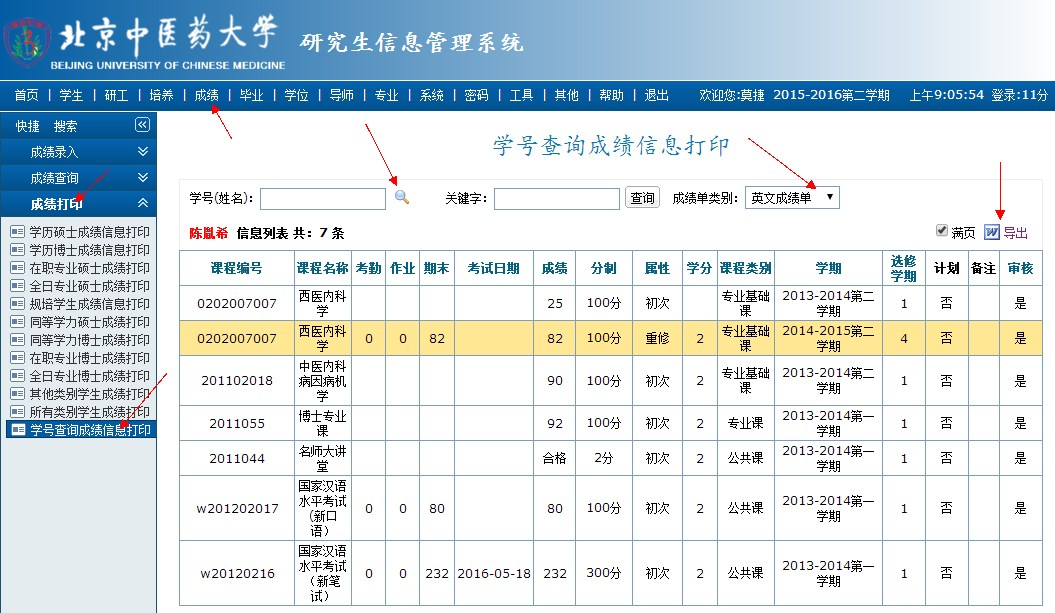 北京中医药大学
BEIJING UNIVERSITY OF CHINESE MEDICINE
研究生信息管理系统
首页 | 学生 | 研工 | 培养 | 成绩 | 毕业 | 学位 | 导师 | 专业 | 系统 | 密码 | 工具 | 其他 | 帮助 | 退出 欢迎您:莫捷 2015-2016第二学期 上午9:05:54 登录:11分
快捷 搜索
成绩录入
成绩查询
成绩打印
学历硕士成绩信息打印
学历博士成绩信息打印
在职专业硕士成绩打印
全日专业硕士成绩打印
规培学生成绩信息打印
同等学力硕士成绩打印
同等学力博士成绩打印
在职专业博士成绩打印
全日专业博士成绩打印
其他类别学生成绩打印
所有类别学生成绩打印
学号查询成绩信息打印
学号查询成绩信息打印
学号(姓名): 关键字: 查询 成绩单类别: 英文成绩单
陈胤希 信息列表 共：7 条 满页 导出
课程编号 课程名称 考勤 作业 期末 考试日期 成绩 分制 属性 学分 课程类别 学期 选修学期 计划 备注 审核
0202007007 西医内科学 25 100分 初次 专业基础课 2013-2014第二学期 1 否 是
0202007007 西医内科学 0 0 82 82 100分 重修 2 专业基础课 2014-2015第二学期 4 否 是
201102018 中医内科病因病机学 90 100分 初次 2 专业基础课 2013-2014第二学期 1 否 是
2011055 博士专业课 92 100分 初次 2 专业课 2013-2014第一学期 1 否 是
2011044 名师大讲堂 合格 2分 初次 2 公共课 2013-2014第一学期 1 否 是
w201202017 国家汉语水平考试(新口语） 0 0 80 80 100分 初次 2 公共课 2013-2014第一学期 1 否 是
w20120216 国家汉语水平考试（新笔试） 0 0 232 2016-05-18 232 300分 初次 2 公共课 2013-2014第一学期 1 否 是